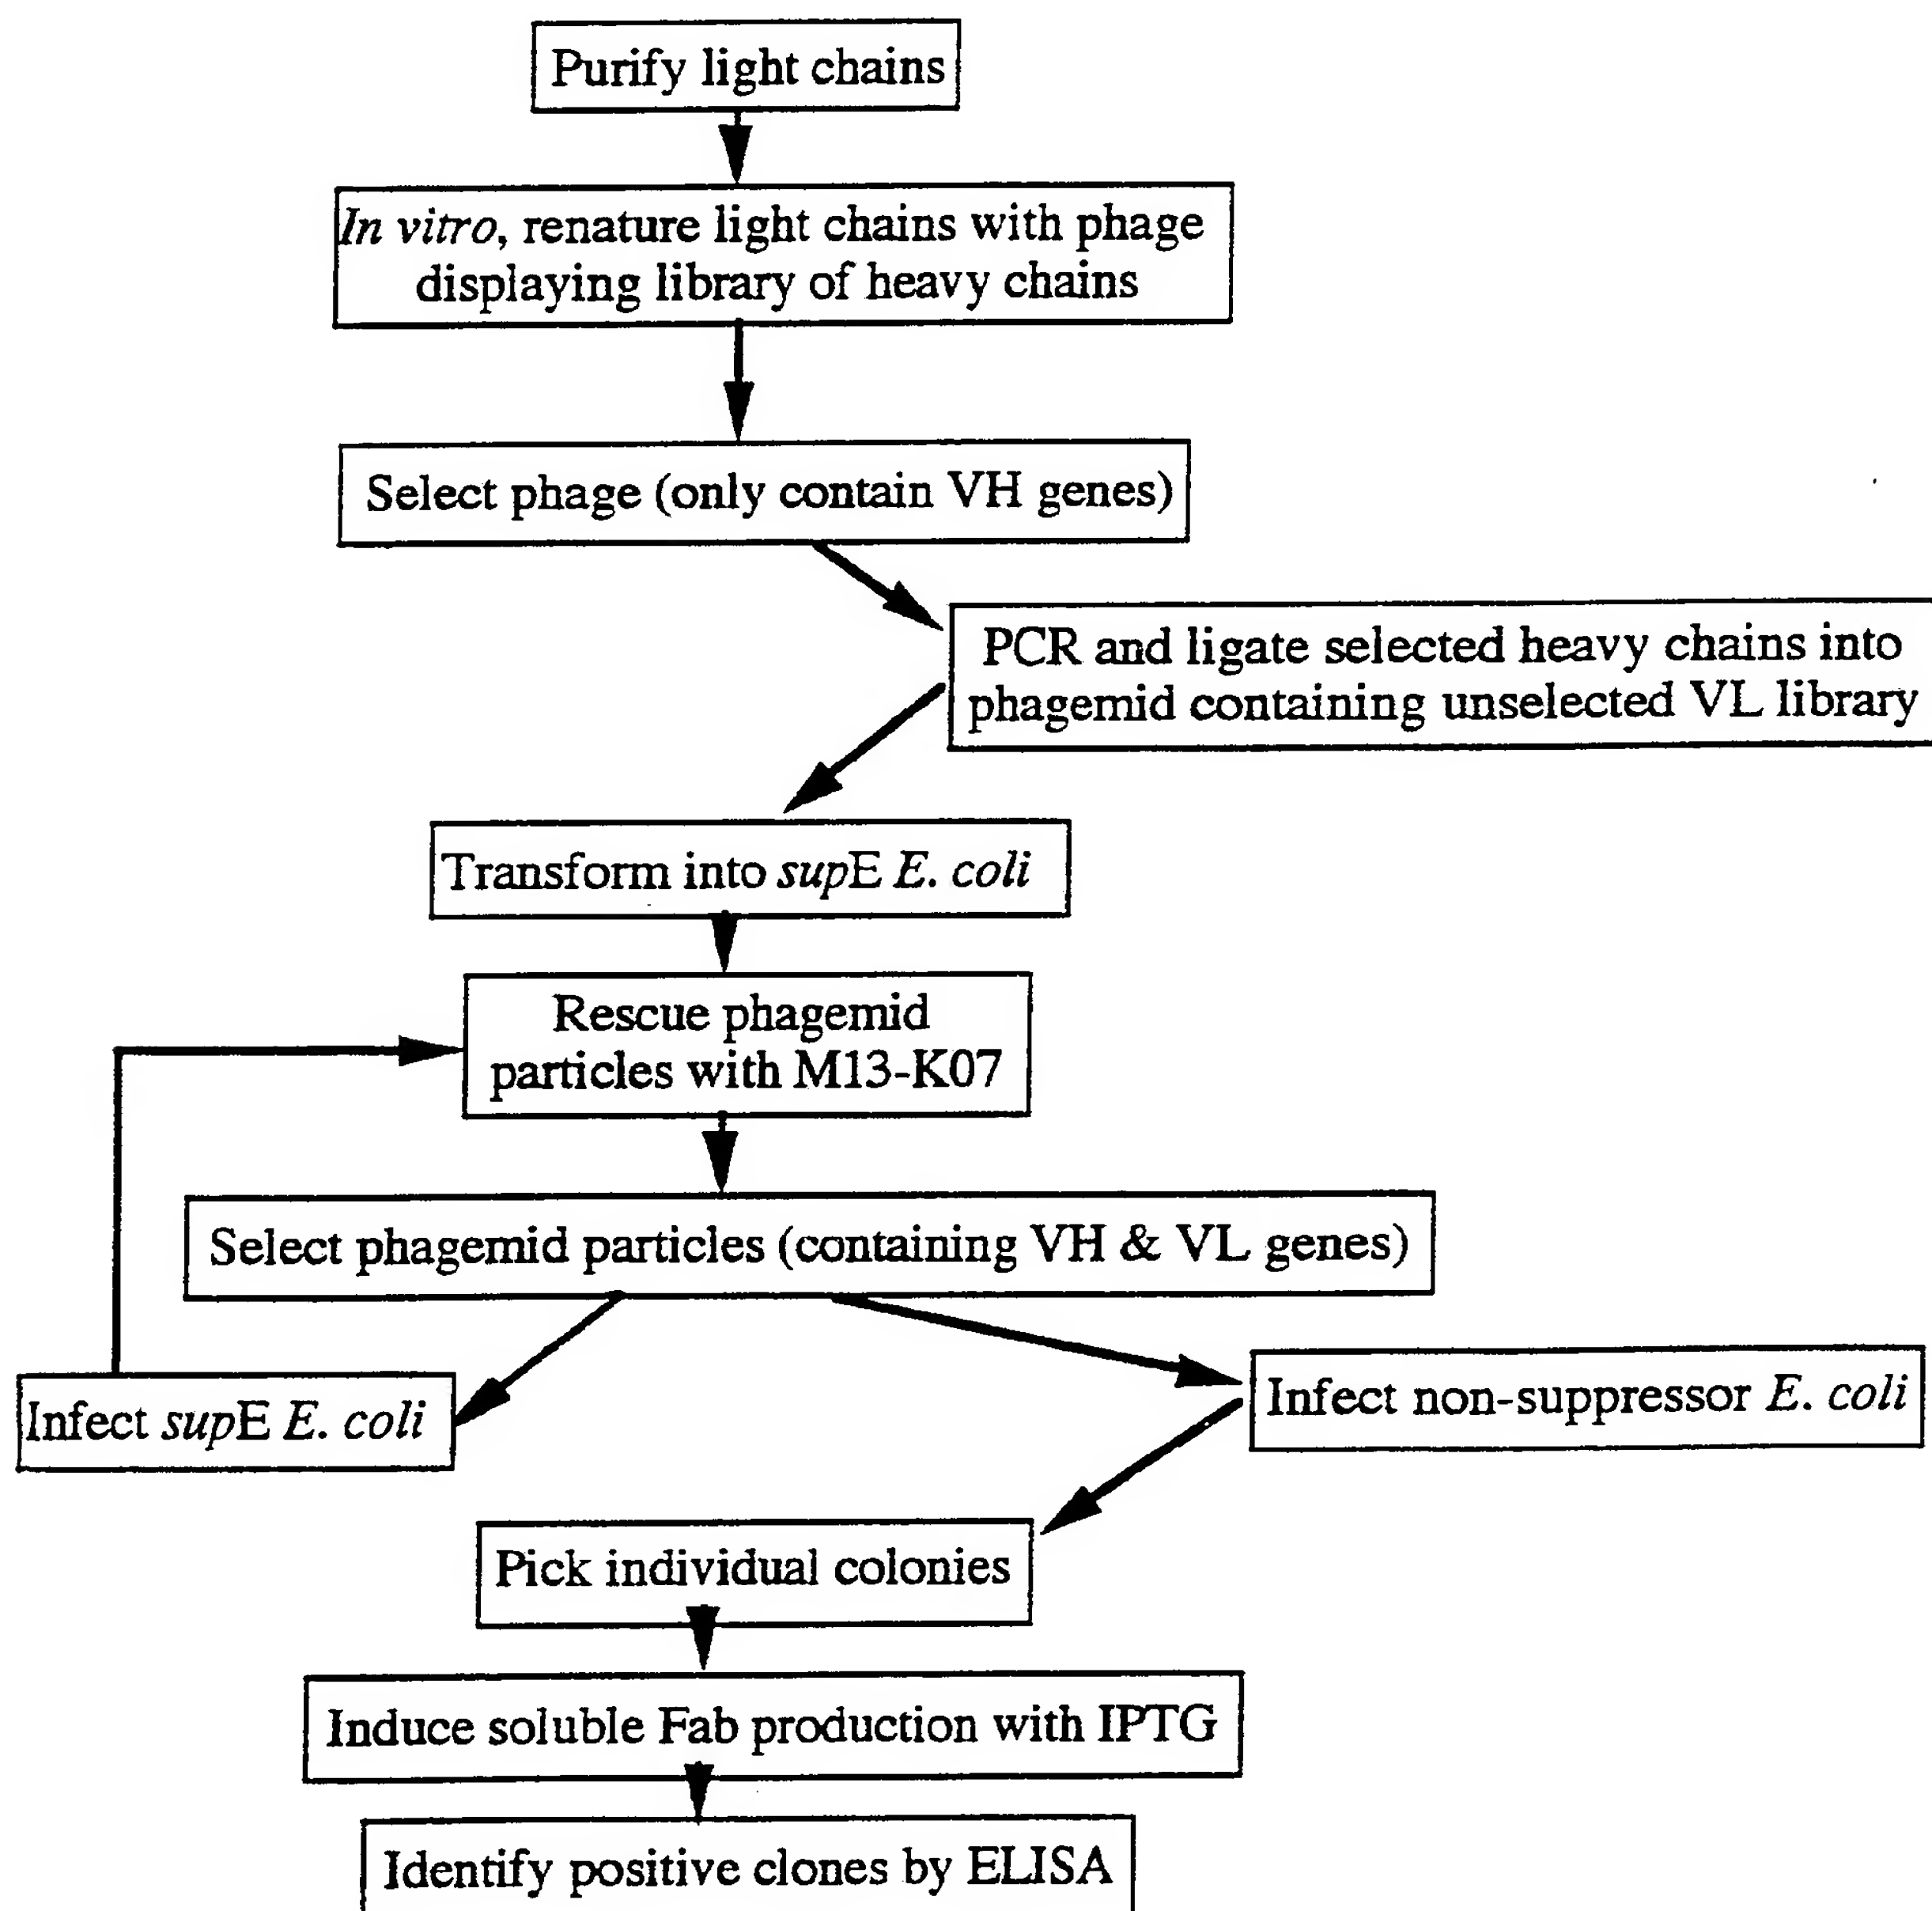 Purify light chains
In vitro, renature light chains with phage
displaying library of heavy chains
Select phage (only contain VH genes)
PCR and ligate selected heavy chains into
phagemid containing unselected VL library
Transform into supE E. coli
Rescue phagemid
particles with M13-K07
Select phagemid particles (containing VH & VL genes)
Infect supE E. coli
Infect non-suppressor E. coli
Pick individual colonies
Induce soluble Fab production with IPTG
Identify positive clones by ELISA